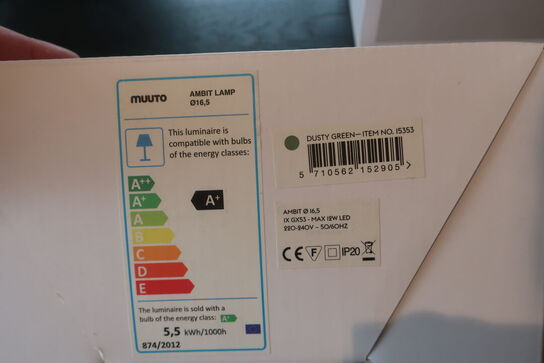 muuto AMBIT LAMP
Ø16,5
This luminaire is
compatible with bulbs
of the energy classes:
A++
A+
A
B
C
D
E
A+
The luminaire is sold with a
bulb of the energy class: A+
5,5 kWh/1000h
874/2012
DUSTY GREEN—ITEM NO. 15353
5 710562 152905 >
AMBIT Ø 16,5
1X GX53 - MAX 12W LED
220-240V - 50/60HZ
CE F IP20